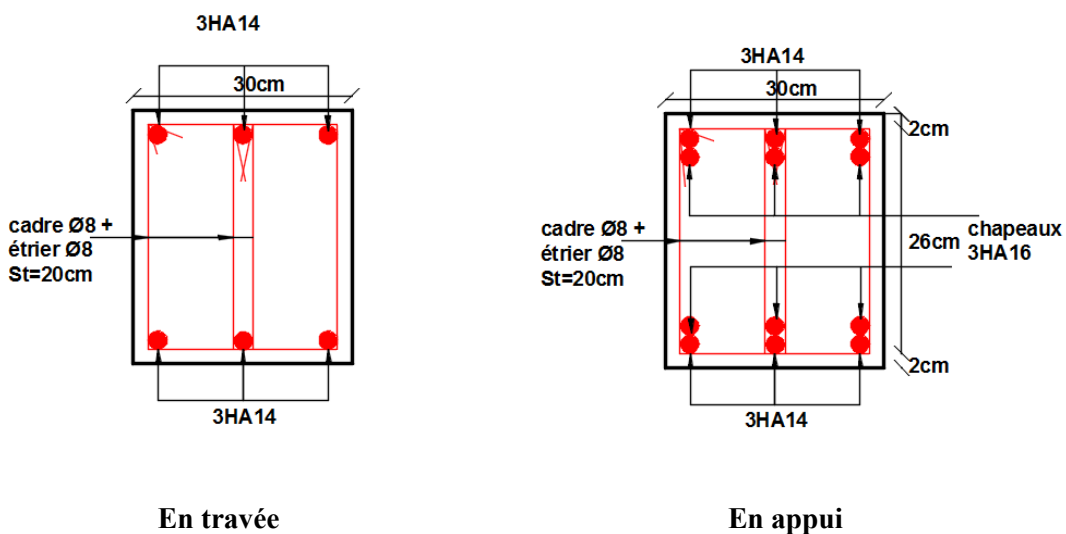 3HA14
30cm
cadre Ø8 +
étrier Ø8
St=20cm
3HA14
En travée
3HA14
30cm
2cm
cadre Ø8 +
étrier Ø8
St=20cm
26cm
chapeaux
3HA16
2cm
3HA14
En appui